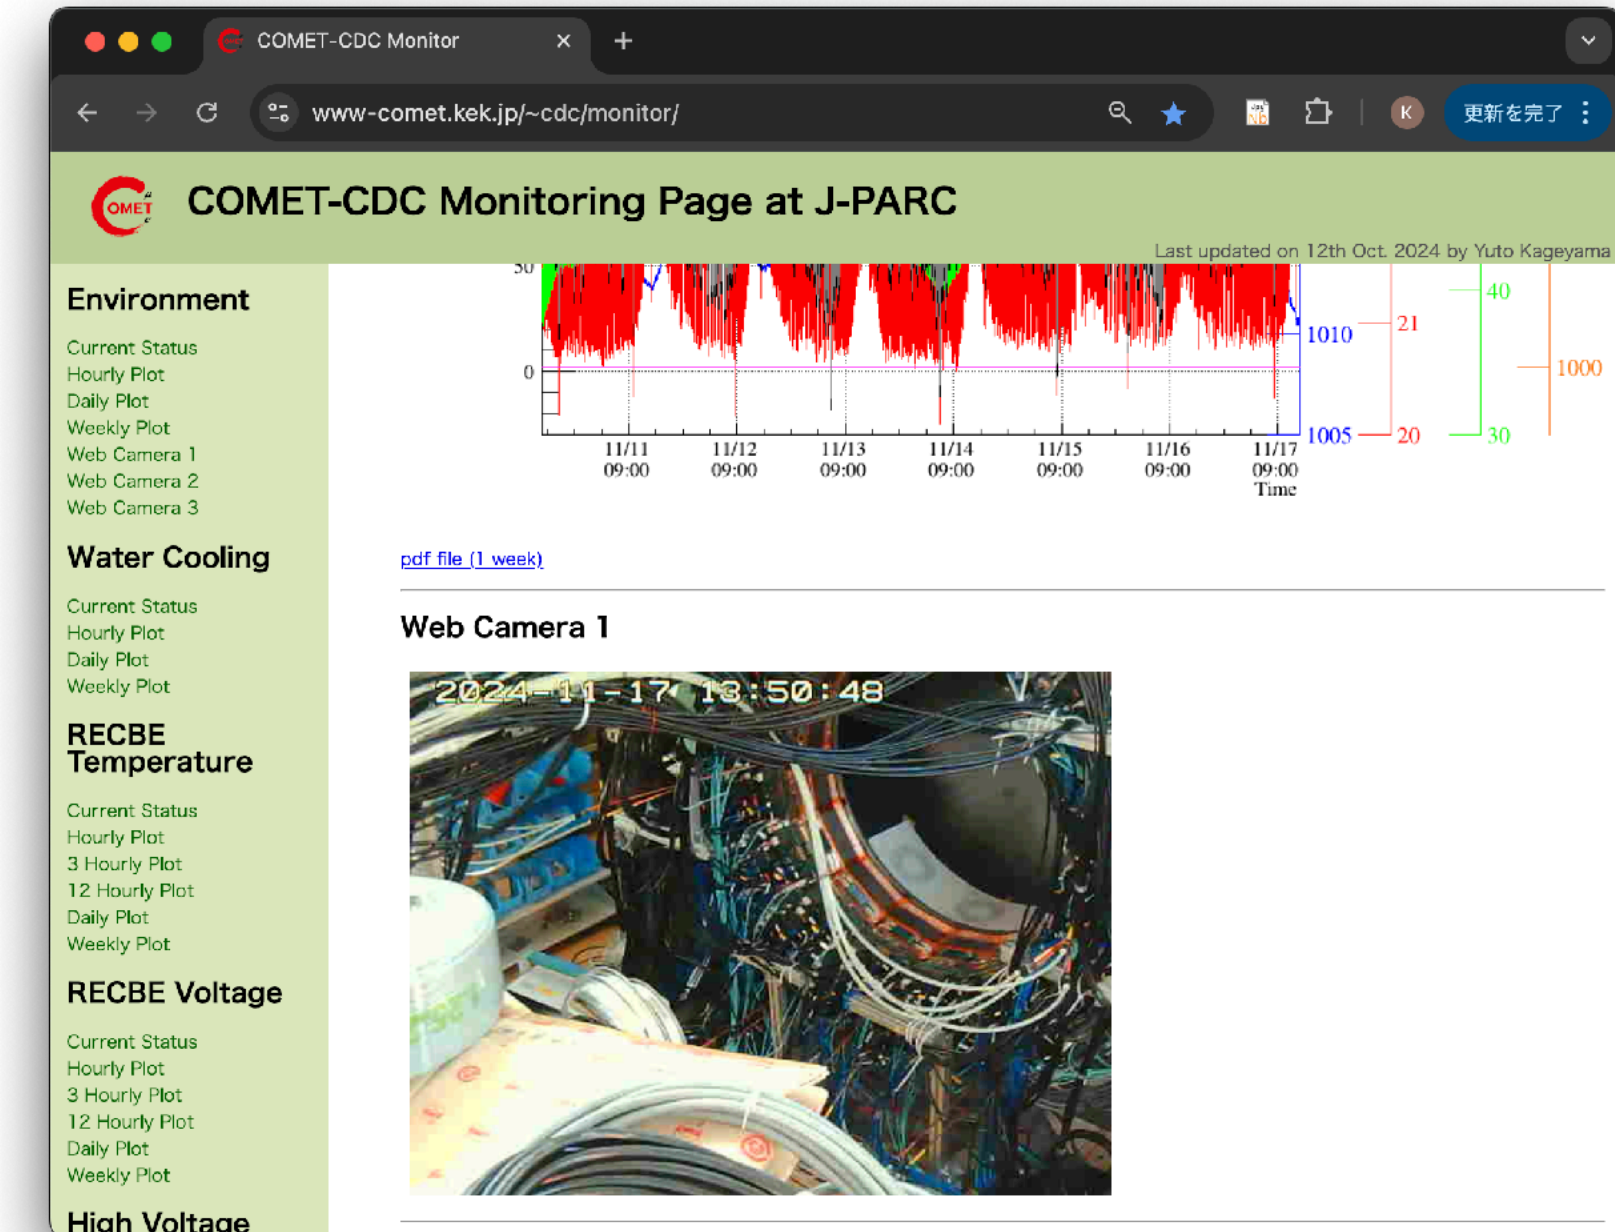 COMET-CDC Monitor
www-comet.kek.jp/~cdc/monitor/
K
更新を完了
COMET
COMET-CDC Monitoring Page at J-PARC
Last updated on 12th Oct. 2024 by Yuto Kageyama
Environment
Current Status
Hourly Plot
Daily Plot
Weekly Plot
Web Camera 1
Web Camera 2
Web Camera 3
Water Cooling
Current Status
Hourly Plot
Daily Plot
Weekly Plot
RECBE
Temperature
Current Status
Hourly Plot
3 Hourly Plot
12 Hourly Plot
Daily Plot
Weekly Plot
RECBE Voltage
Current Status
Hourly Plot
3 Hourly Plot
12 Hourly Plot
Daily Plot
Weekly Plot
High Voltage
40
1010
21
0
1000
1005
20
30
11/11 11/12 11/13 11/14 11/15 11/16 11/17
09:00 09:00 09:00 09:00 09:00 09:00 09:00
Time
pdf file (1 week)
Web Camera 1
2024-11-17 13:50:48